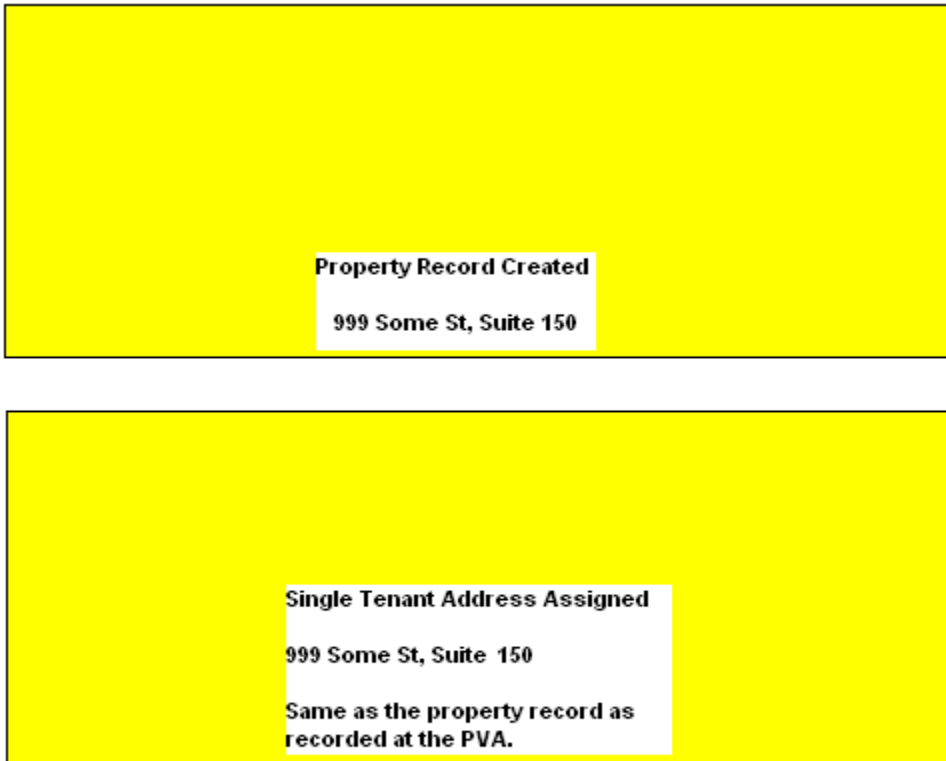 Property Record Created
999 Some St, Suite 150
Single Tenant Address Assigned
999 Some St, Suite 150
Same as the property record as
recorded at the PVA.